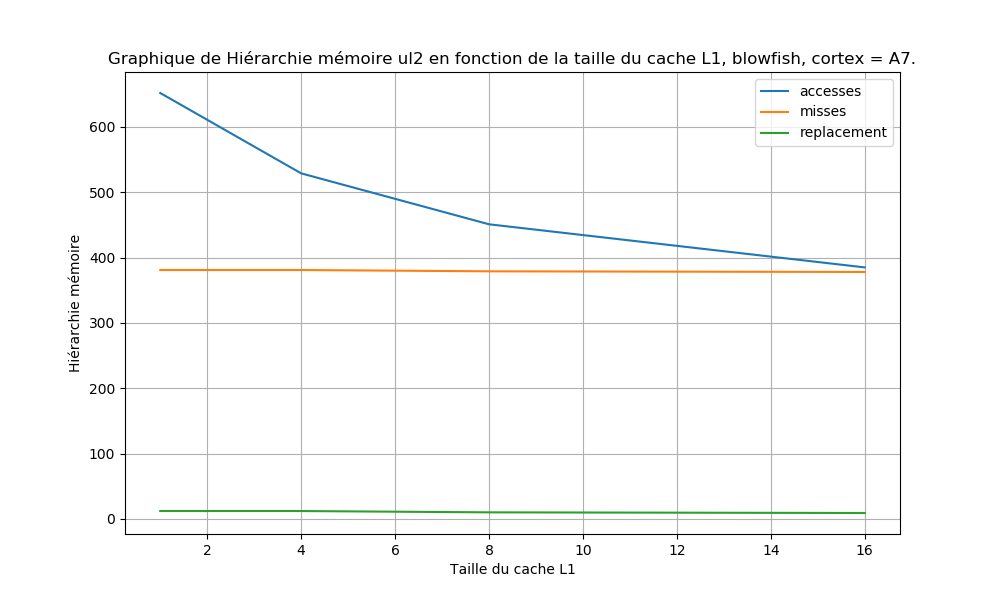 Graphique de Hiérarchie mémoire ul2 en fonction de la taille du cache L1, blowfish, cortex = A7.
accesses
misses
replacement
Hiérarchie mémoire
600
500
400
300
200
100
0
2 4 6 8 10 12 14 16
Taille du cache L1